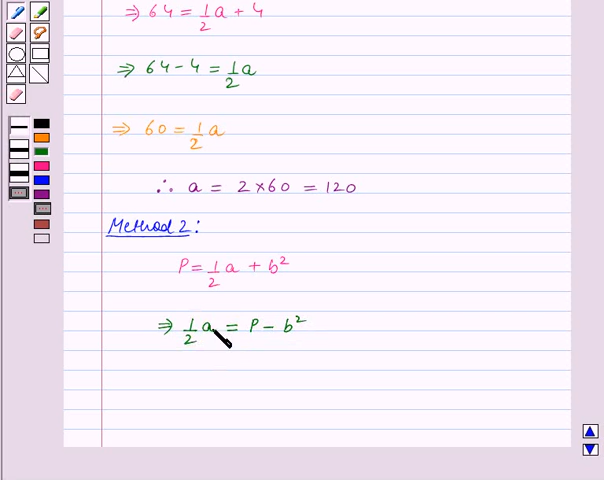 ⇒ 64 = 1/2 a + 4
⇒ 64 - 4 = 1/2 a
⇒ 60 = 1/2 a
∴ a = 2 × 60 = 120
Method 2:
P = 1/2 a + b²
⇒ 1/2 a = P - b²